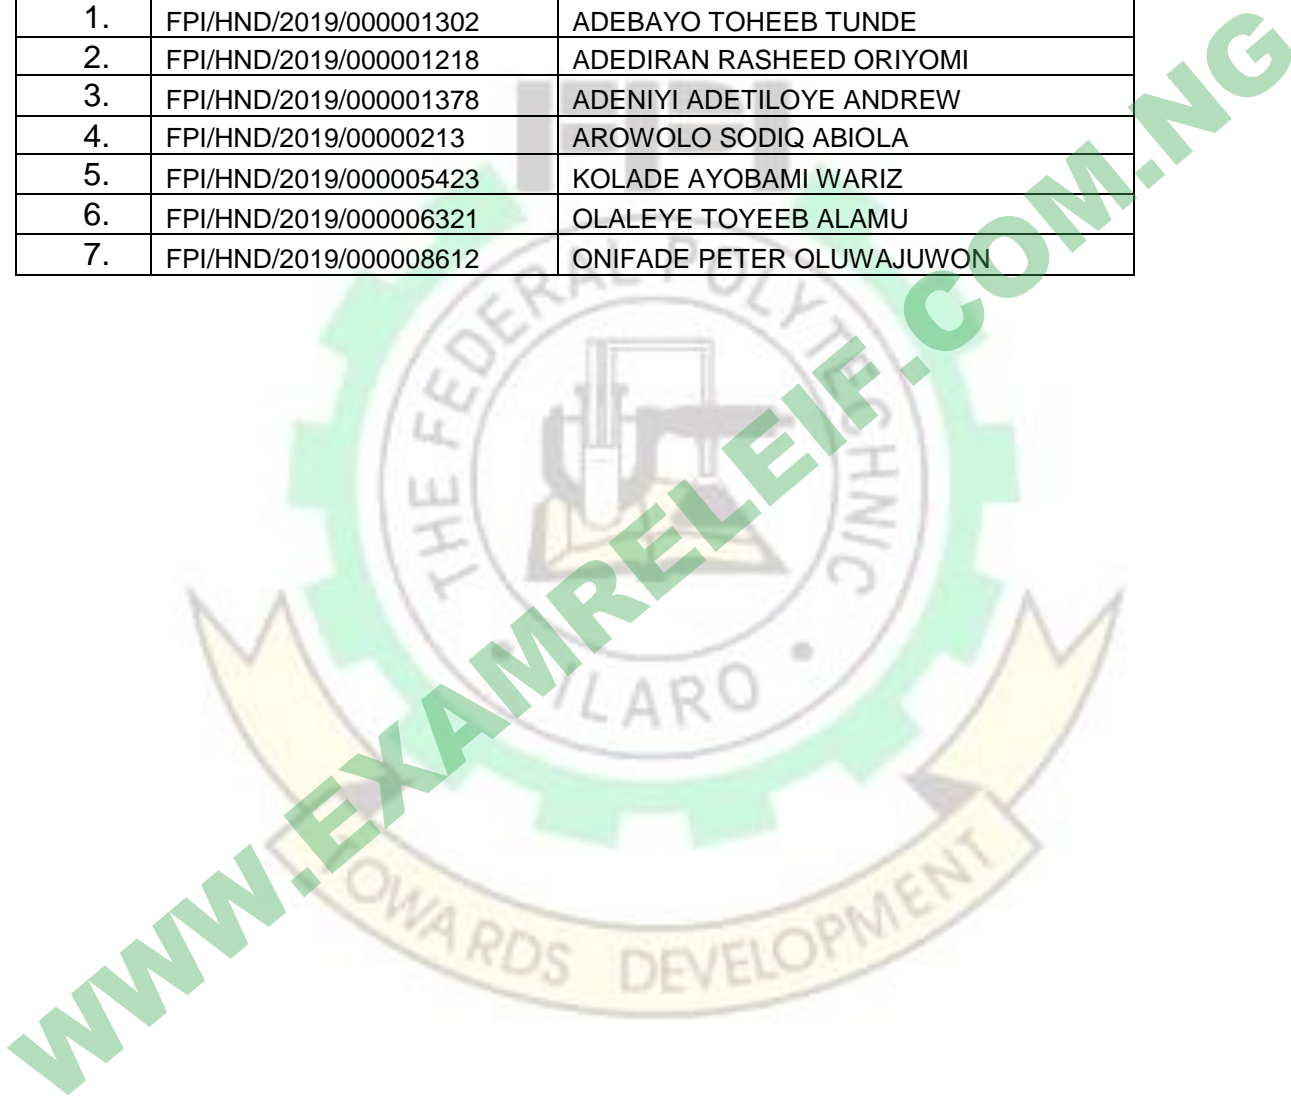 1. FPI/HND/2019/000001302 ADEBAYO TOHEEB TUNDE
2. FPI/HND/2019/000001218 ADEDIRAN RASHEED ORIYOMI
3. FPI/HND/2019/000001378 ADENIYI ADETILOYE ANDREW
4. FPI/HND/2019/00000213 AROWOLO SODIQ ABIOLA
5. FPI/HND/2019/000005423 KOLADE AYOBAMI WARIZ
6. FPI/HND/2019/000006321 OLALEYE TOYEEB ALAMU
7. FPI/HND/2019/000008612 ONIFADE PETER OLUWAJUWON
FPI
THE FEDERAL POLYTECHNIC
• ILARO •
TOWARDS DEVELOPMENT
WWW.EXAMRELEIF.COM.NG